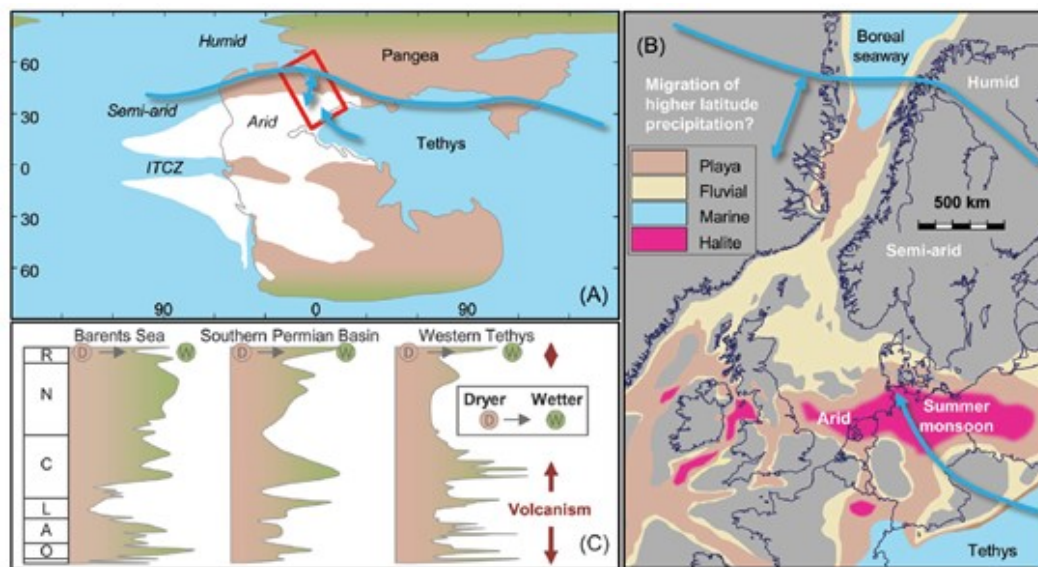 60
30
0
30
60
90
0
90
Humid
Pangea
Semi-arid
Arid
ITCZ
Tethys
(A)
(B)
Boreal
seaway
Humid
Migration of
higher latitude
precipitation?
Playa
Fluvial
Marine
Halite
500 km
Semi-arid
Arid
Summer
monsoon
Tethys
Barents Sea
Southern Permian Basin
Western Tethys
R
N
C
L
A
O
D
W
D
W
D
W
Dryer
Wetter
D
W
Volcanism
(C)